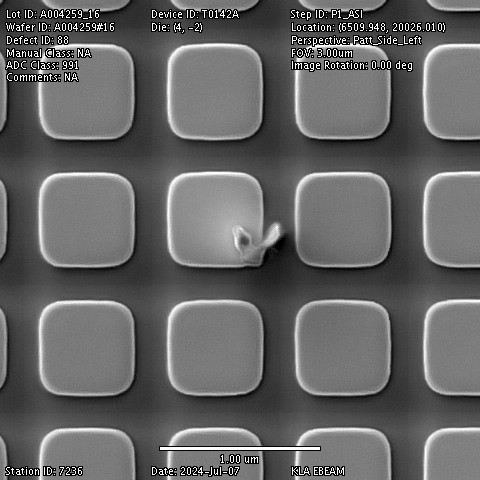 Lot ID: A004259_16 Device ID: T0142A Step ID: P1_ASI
Wafer ID: A004259#16 Die: (4, -2) Location: (6509.948, 20026.010)
Defect ID: 88 Perspective: Patt_Side_Left
Manual Class: NA FOV: 3.00um
ADC Class: 991 Image Rotation: 0.00 deg
Comments: NA
1.00 um
Station ID: 7236 Date: 2024-Jul-07 KLA EBEAM